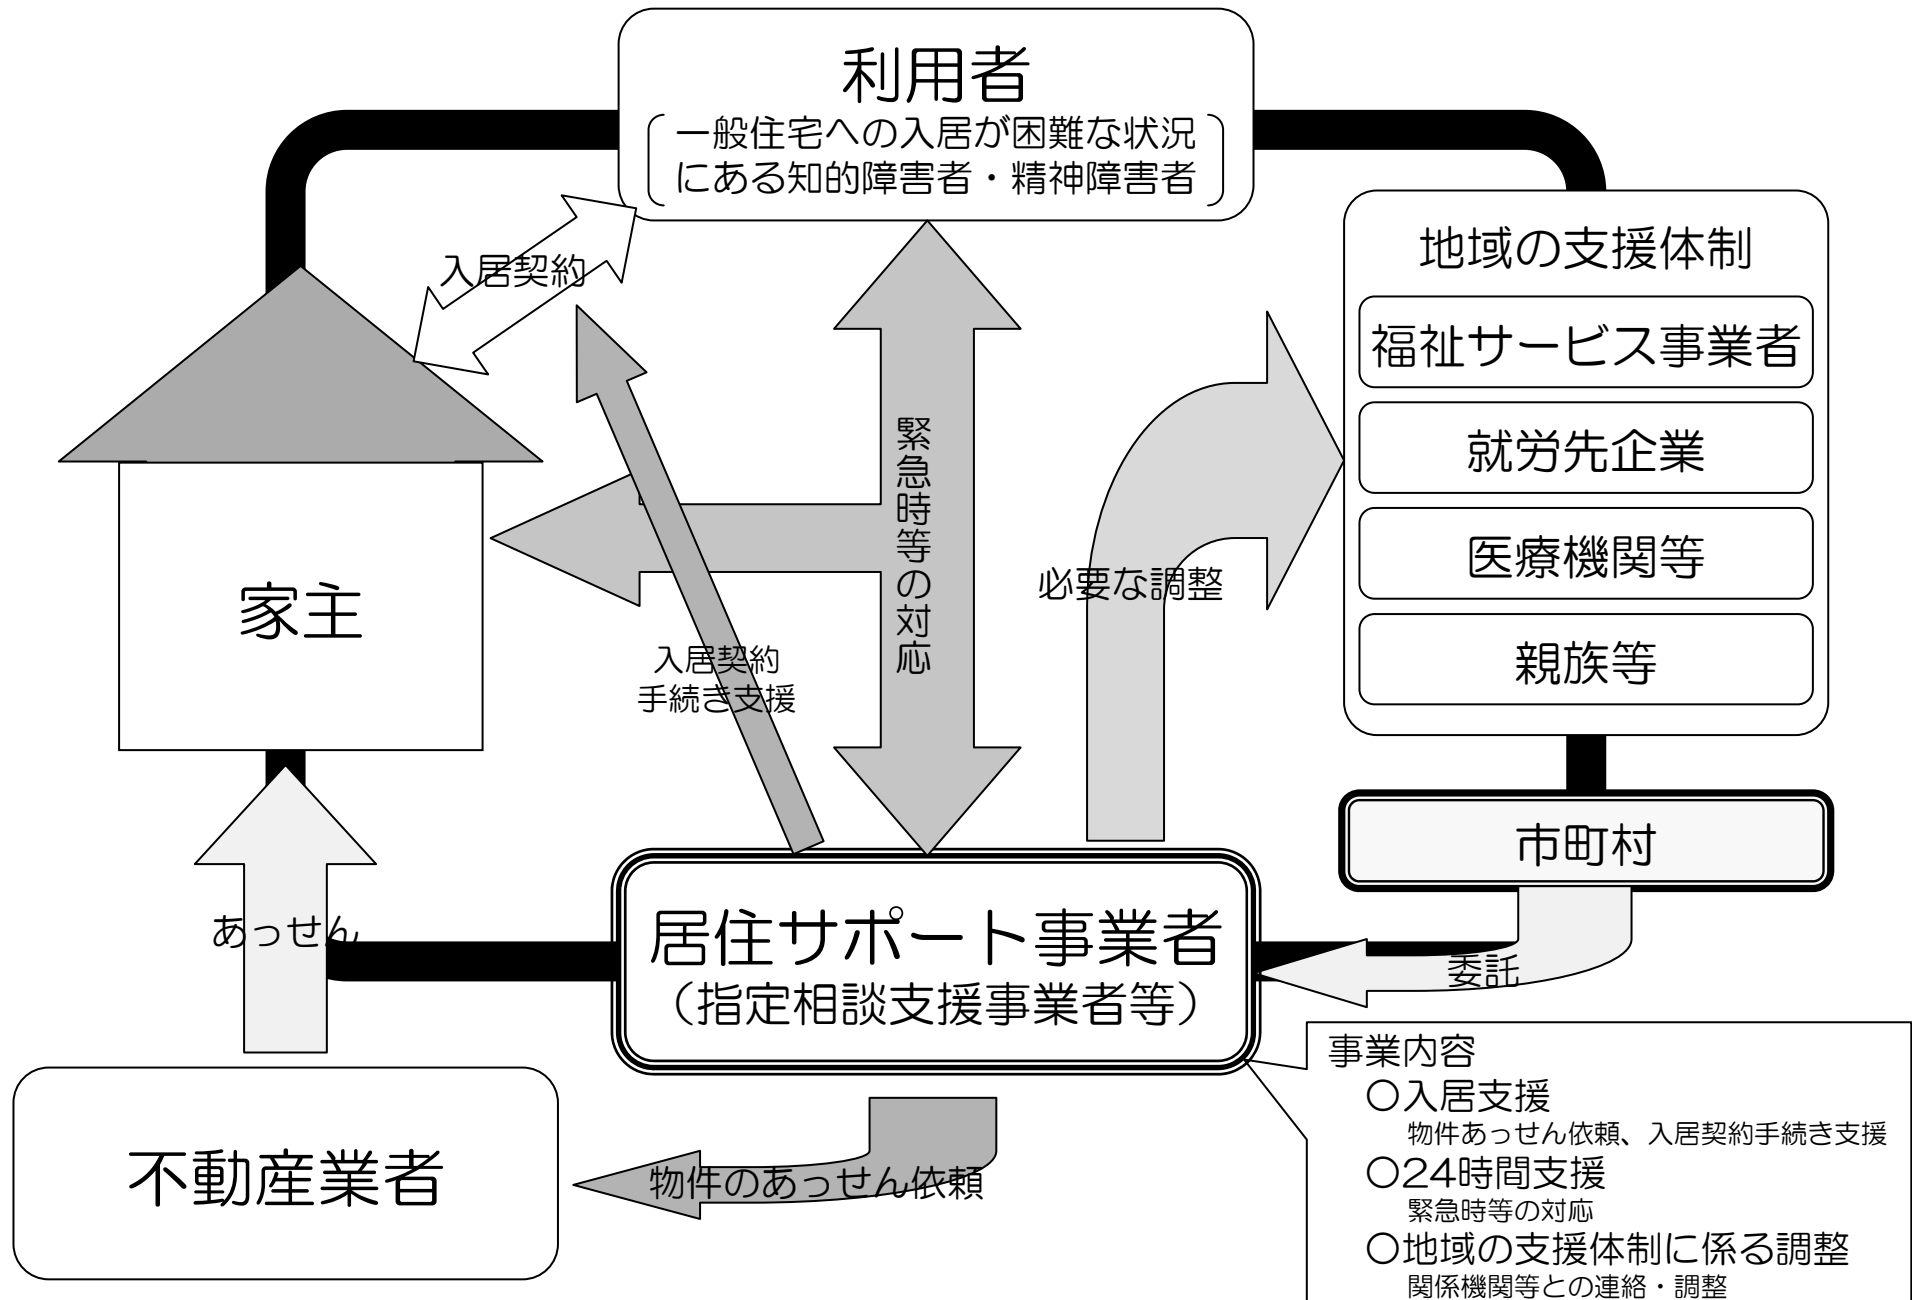 利用者
一般住宅への入居が困難な状況
にある知的障害者・精神障害者
入居契約
地域の支援体制
福祉サービス事業者
就労先企業
医療機関等
親族等
緊急時等の対応
必要な調整
家主
入居契約
手続き支援
市町村
あっせん
居住サポート事業者
（指定相談支援事業者等）
委託
不動産業者
物件のあっせん依頼
事業内容
〇入居支援
物件あっせん依頼、入居契約手続き支援
〇24時間支援
緊急時等の対応
〇地域の支援体制に係る調整
関係機関等との連絡・調整